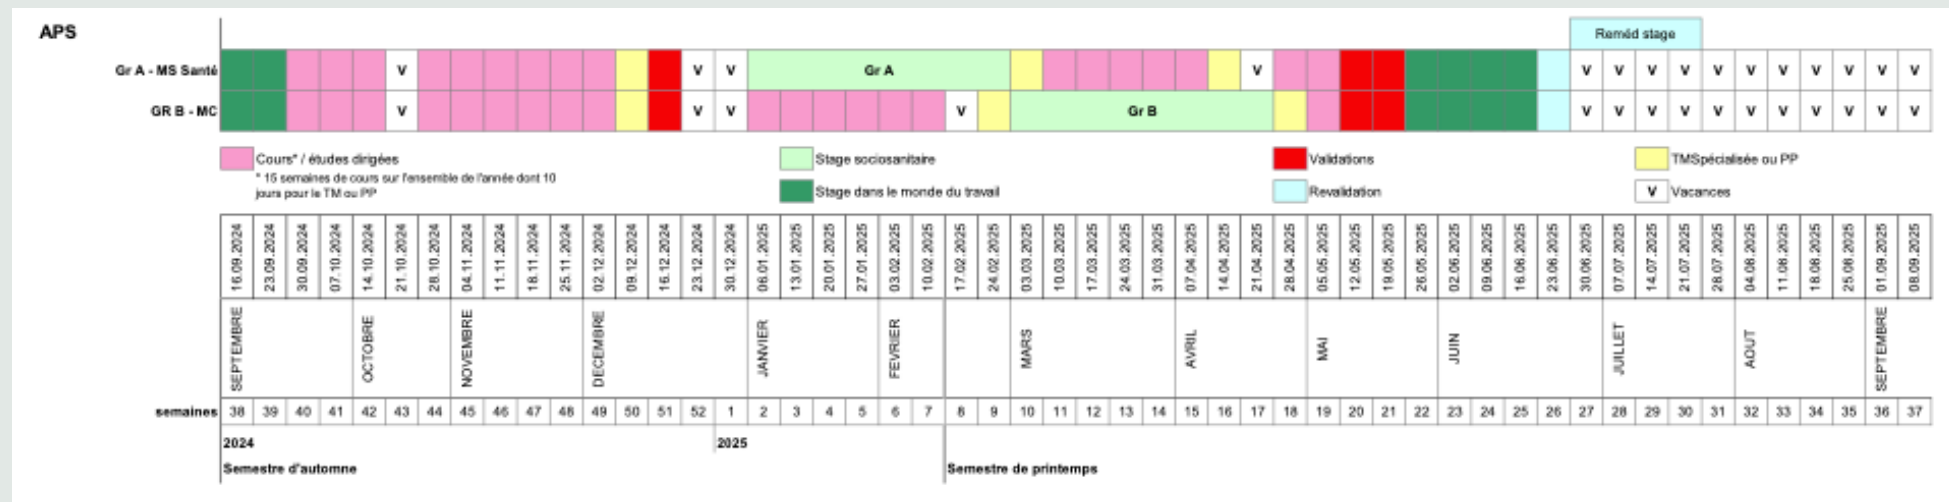 APS
Reméd stage
Gr A - MS Santé V V V Gr A V V V V V V V V V V V V
GR B - MC V V V V Gr B V V V V V V V V V V V
Cours* / études dirigées
* 15 semaines de cours sur l'ensemble de l'année dont 10
jours pour le TM ou PP
Stage sociosanitaire
Stage dans le monde du travail
Validations
Revalidation
TMSpécialisée ou PP
V Vacances
16.09.2024 23.09.2024 30.09.2024 07.10.2024 14.10.2024 21.10.2024 28.10.2024 04.11.2024 11.11.2024 18.11.2024 25.11.2024 02.12.2024 09.12.2024 16.12.2024 23.12.2024 30.12.2024 06.01.2025 13.01.2025 20.01.2025 27.01.2025 03.02.2025 10.02.2025 17.02.2025 24.02.2025 03.03.2025 10.03.2025 17.03.2025 24.03.2025 31.03.2025 07.04.2025 14.04.2025 21.04.2025 28.04.2025 05.05.2025 12.05.2025 19.05.2025 26.05.2025 02.06.2025 09.06.2025 16.06.2025 23.06.2025 30.06.2025 07.07.2025 14.07.2025 21.07.2025 28.07.2025 04.08.2025 11.08.2025 18.08.2025 25.08.2025 01.09.2025 08.09.2025
SEPTEMBRE OCTOBRE NOVEMBRE DECEMBRE JANVIER FEVRIER MARS AVRIL MAI JUIN JUILLET AOUT SEPTEMBRE
semaines 38 39 40 41 42 43 44 45 46 47 48 49 50 51 52 1 2 3 4 5 6 7 8 9 10 11 12 13 14 15 16 17 18 19 20 21 22 23 24 25 26 27 28 29 30 31 32 33 34 35 36 37
2024 2025
Semestre d'automne Semestre de printemps